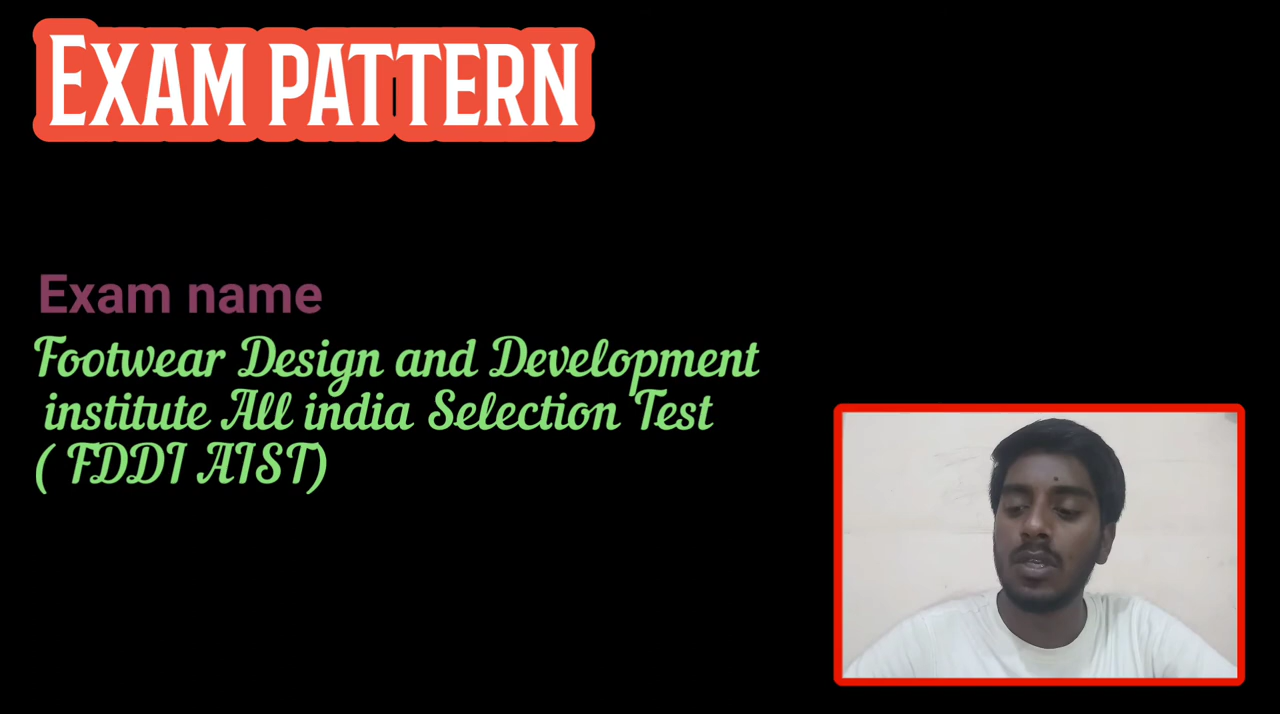 EXAM PATTERN
Exam name
Footwear Design and Development
institute All india Selection Test
( FDDI AIST)